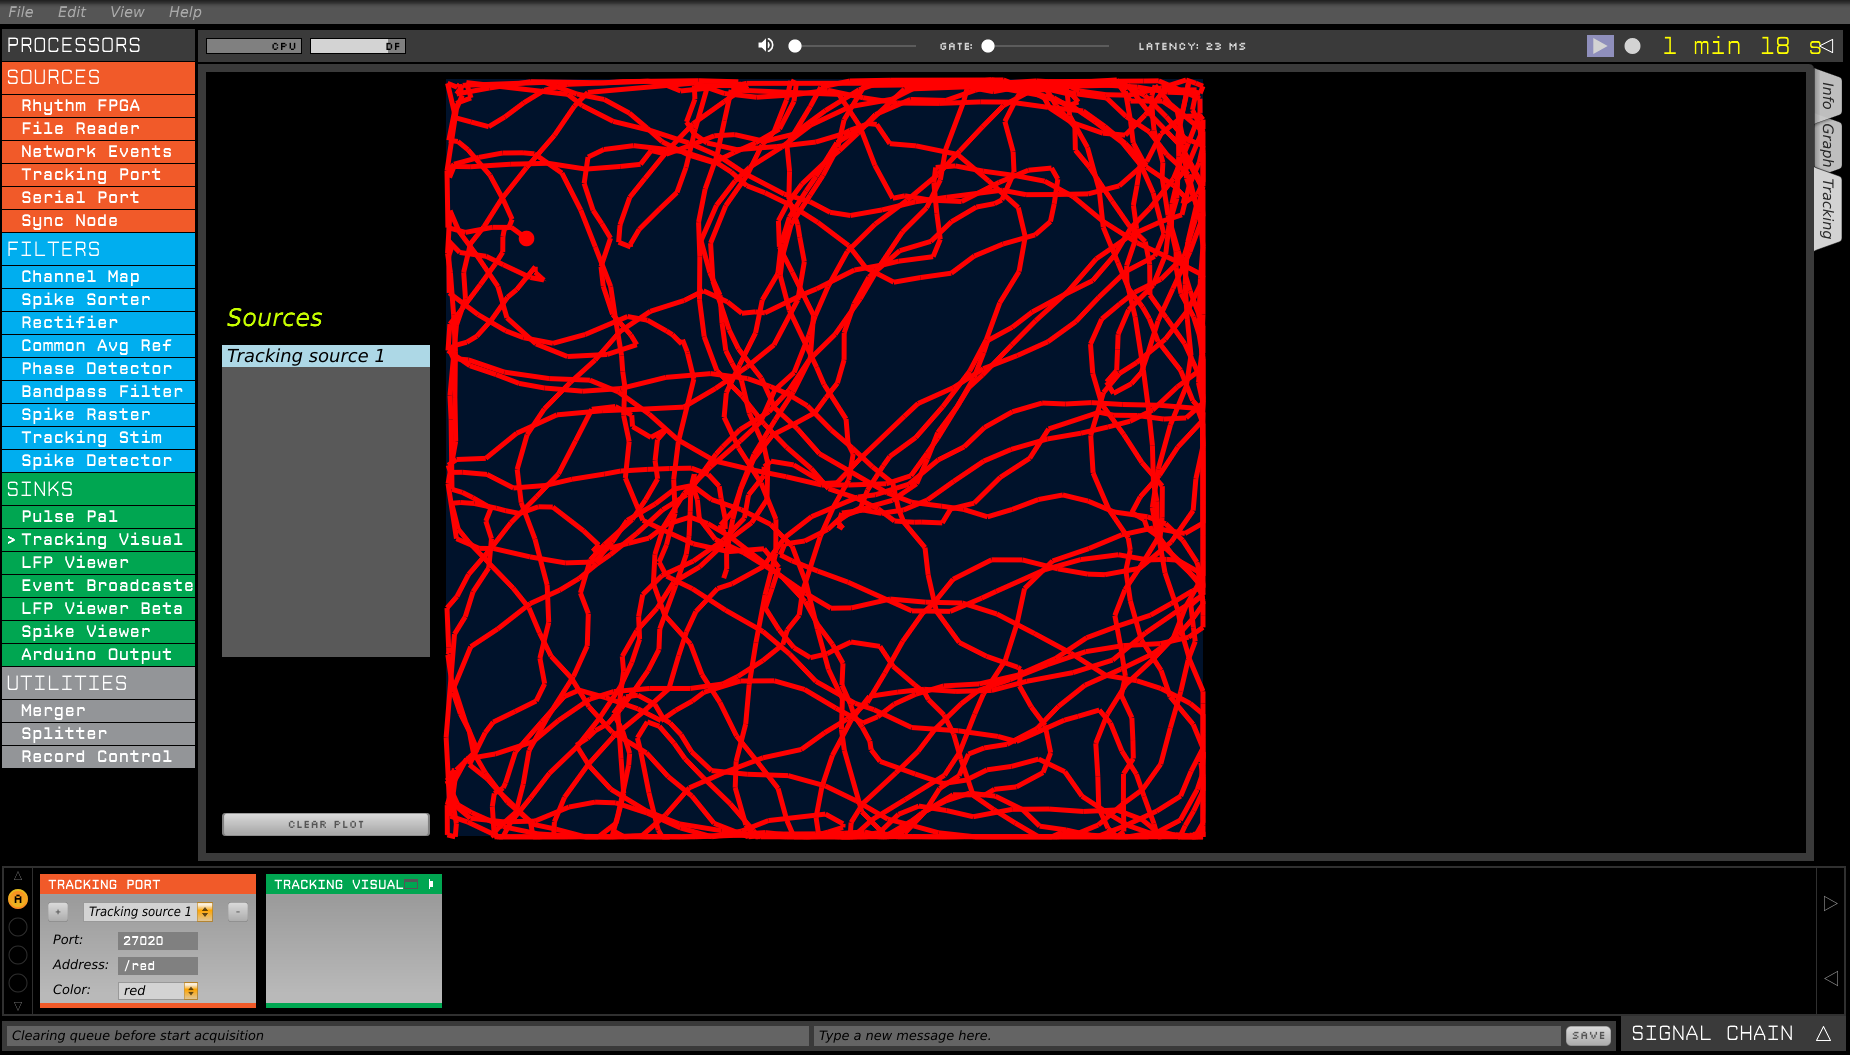 File Edit View Help
PROCESSORS
CPU DF
GATE:
LATENCY: 23 MS
1 min 18 s
SOURCES
Rhythm FPGA
File Reader
Network Events
Tracking Port
Serial Port
Sync Node
FILTERS
Channel Map
Spike Sorter
Rectifier
Common Avg Ref
Phase Detector
Bandpass Filter
Spike Raster
Tracking Stim
Spike Detector
SINKS
Pulse Pal
> Tracking Visual
LFP Viewer
Event Broadcaste
LFP Viewer Beta
Spike Viewer
Arduino Output
UTILITIES
Merger
Splitter
Record Control
Sources
Tracking source 1
CLEAR PLOT
Info
Graph
Tracking
A
TRACKING PORT
+ Tracking source 1 -
Port: 27020
Address: /red
Color: red
TRACKING VISUAL
Clearing queue before start acquisition
Type a new message here.
SAVE
SIGNAL CHAIN